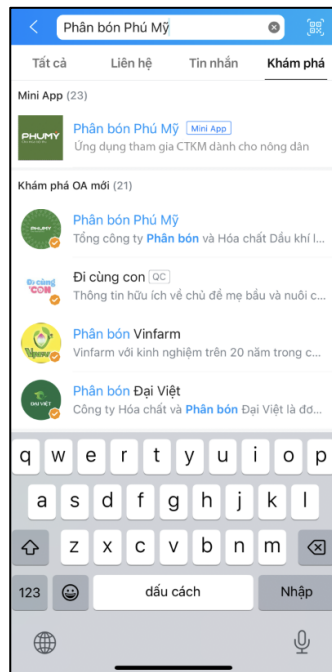 Phân bón Phú Mỹ
Tất cả Liên hệ Tin nhắn Khám phá
Mini App (23)
PHUMY
Phân bón Phú Mỹ Mini App
Ứng dụng tham gia CTKM dành cho nông dân
Khám phá OA mới (21)
PHUMY
Phân bón Phú Mỹ
Tổng công ty Phân bón và Hóa chất Dầu khí l...
Đi cùng CON
Đi cùng con QC
Thông tin hữu ích về chủ đề mẹ bầu và nuôi c...
Phân bón Vinfarm
Vinfarm với kinh nghiệm trên 20 năm trong c...
ĐẠI VIỆT
Phân bón Đại Việt
Công ty Hóa chất và Phân bón Đại Việt là đơ...
q w e r t y u i o p
a s d f g h j k l
z x c v b n m
123 dấu cách Nhập